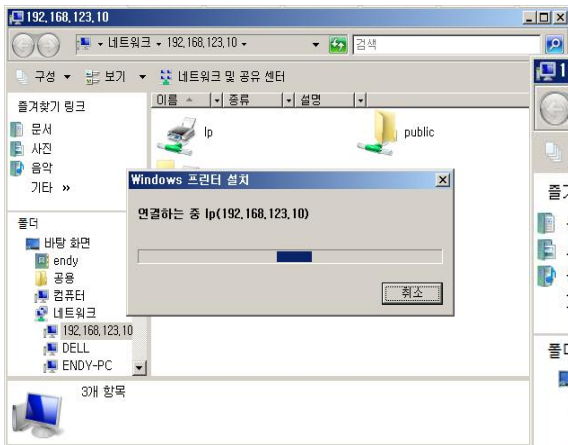 192.168.123.10
네트워크 192.168.123.10
검색
구성 보기 네트워크 및 공유 센터
즐겨찾기 링크
문서
사진
음악
기타 »
이름 종류 설명
lp
public
Windows 프린터 설치
연결하는 중 lp(192.168.123.10)
취소
폴더
바탕 화면
endy
공용
컴퓨터
네트워크
192.168.123.10
DELL
ENDY-PC
3개 항목